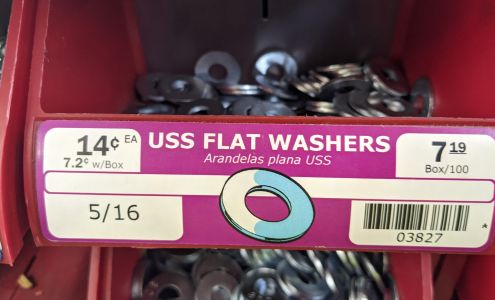 14¢ EA
7.2¢ w/Box
USS FLAT WASHERS
Arandelas plana USS
7 19
Box/100
5/16
03827